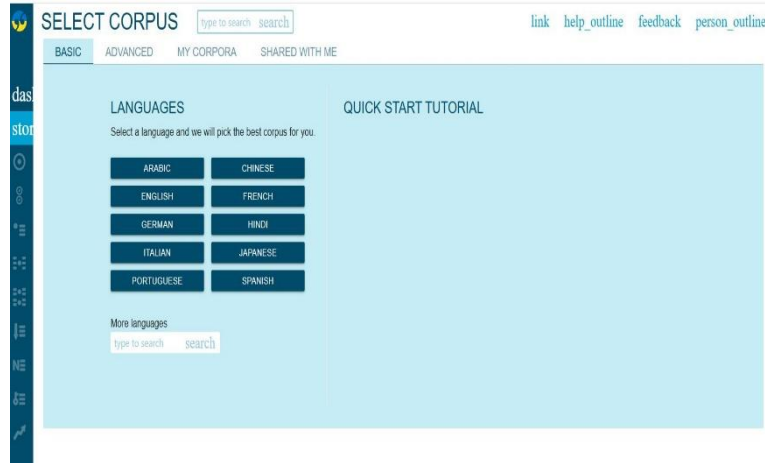 SELECT CORPUS type to search search link help_outline feedback person_outline
BASIC ADVANCED MY CORPORA SHARED WITH ME
das
stor
LANGUAGES
Select a language and we will pick the best corpus for you.
ARABIC CHINESE
ENGLISH FRENCH
GERMAN HINDI
ITALIAN JAPANESE
PORTUGUESE SPANISH
More languages
type to search search
QUICK START TUTORIAL
N